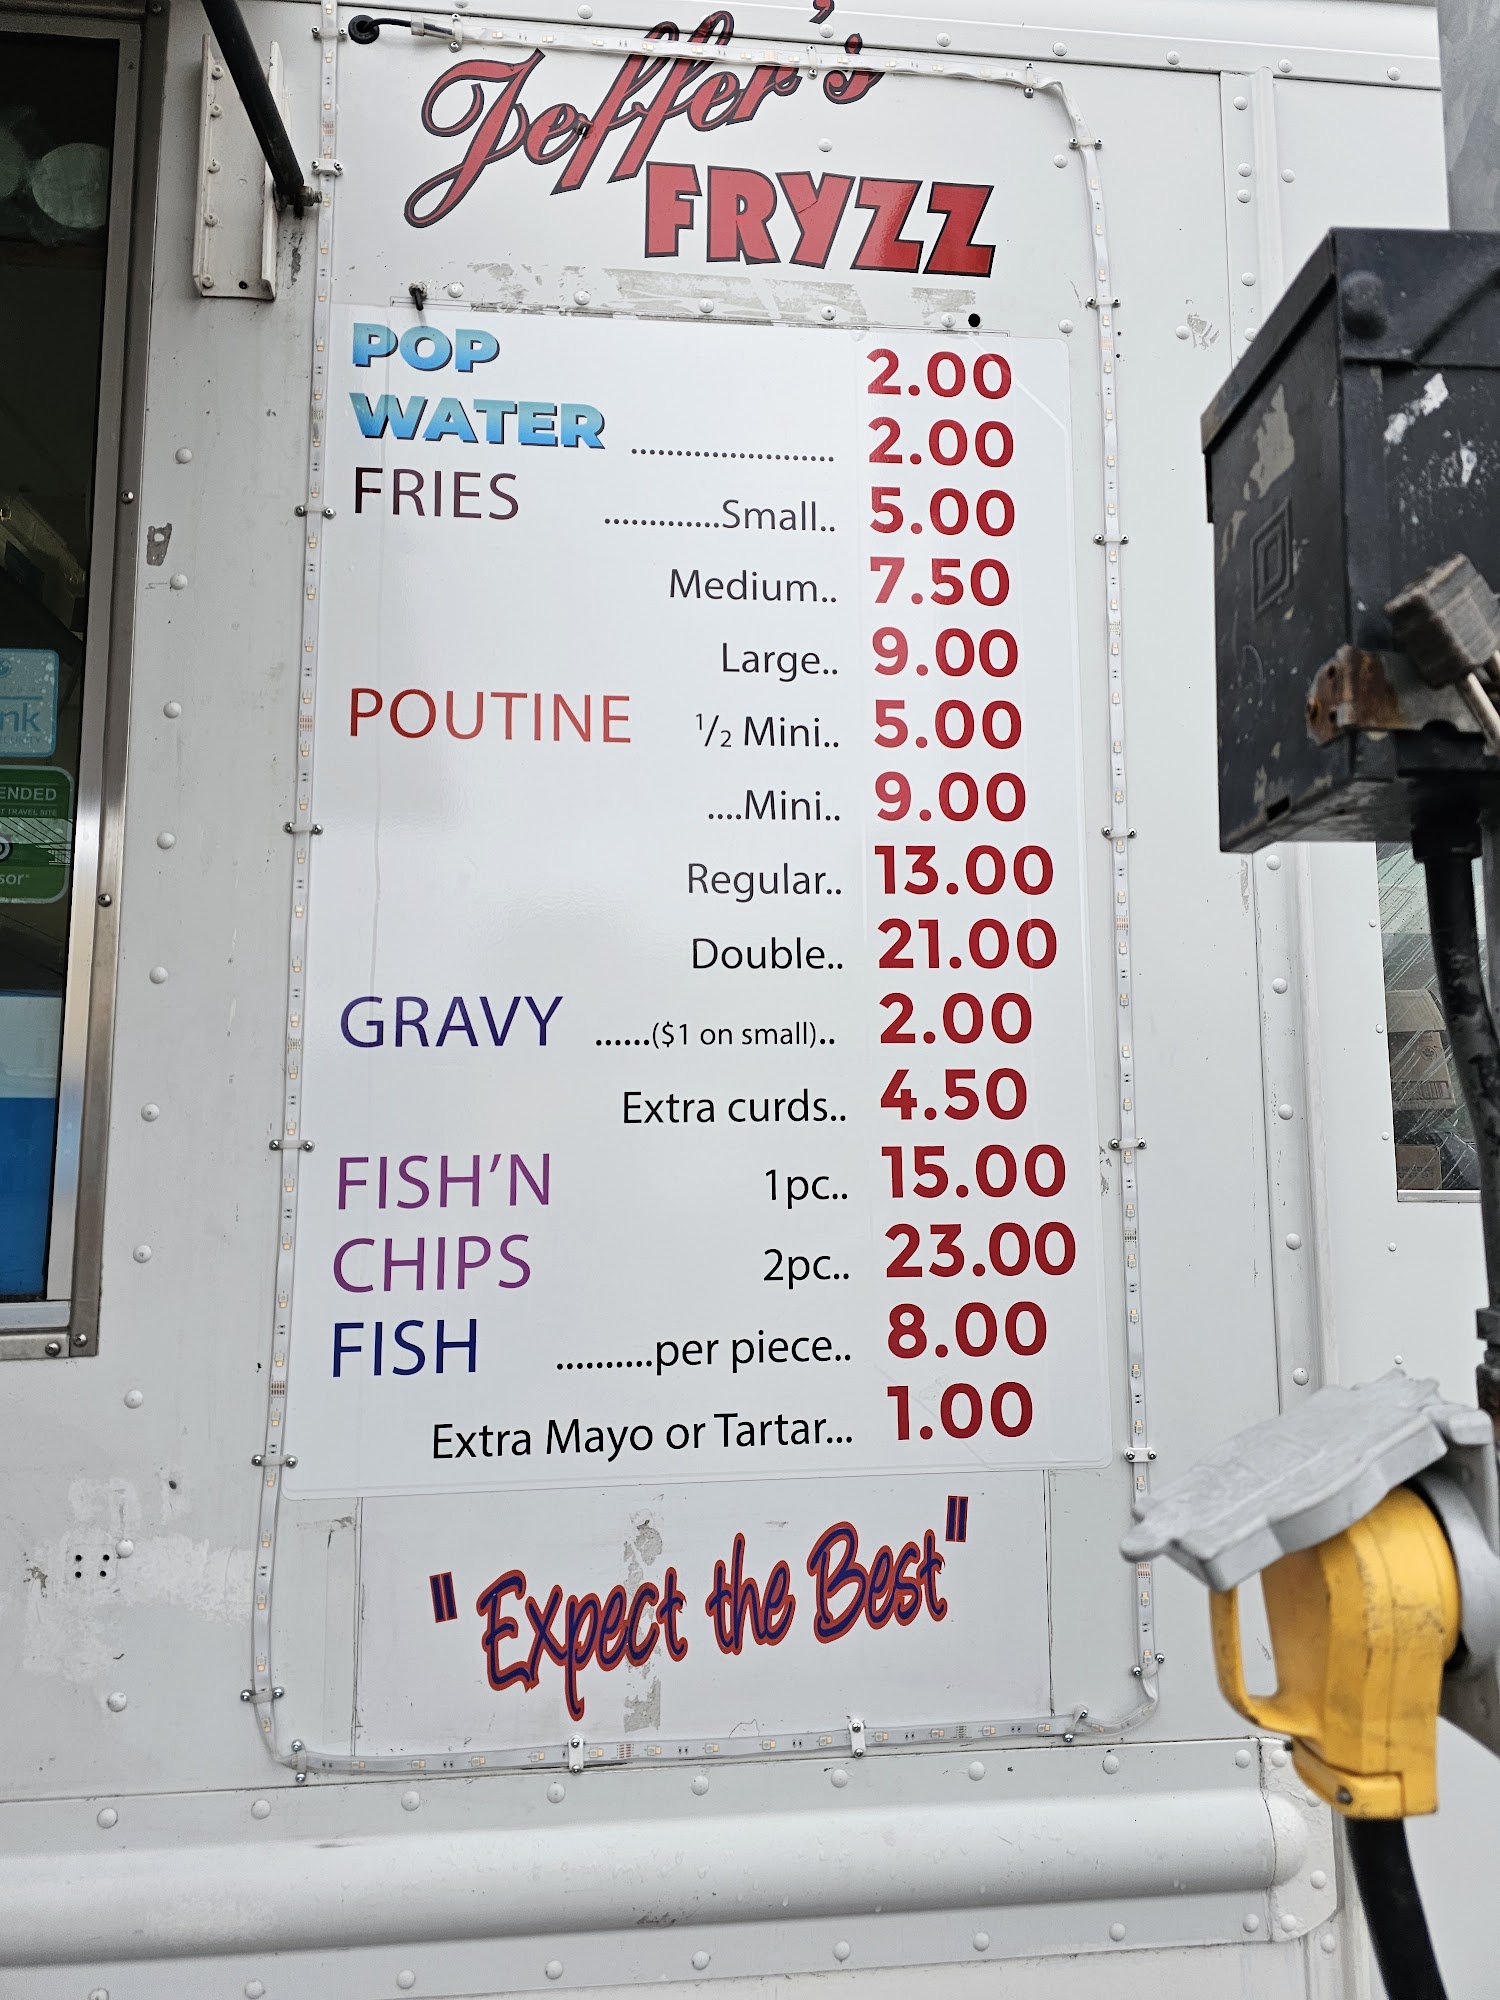 Jeffer's
FRYZZ
POP 2.00
WATER ...................... 2.00
FRIES .............Small.. 5.00
Medium.. 7.50
Large.. 9.00
POUTINE ½ Mini.. 5.00
....Mini.. 9.00
Regular.. 13.00
Double.. 21.00
GRAVY ......($1 on small).. 2.00
Extra curds.. 4.50
FISH'N 1pc.. 15.00
CHIPS 2pc.. 23.00
FISH ..........per piece.. 8.00
Extra Mayo or Tartar... 1.00
"Expect the Best"